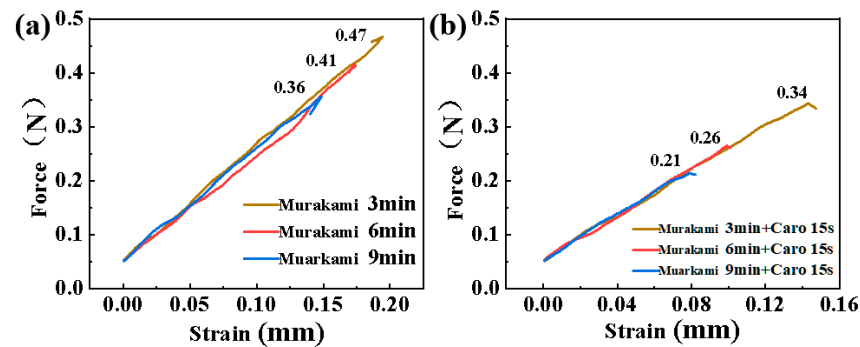 (a)
0.5
0.4
0.3
0.2
0.1
0.0
Force（N）
0.47
0.41
0.36
Murakami 3min
Murakami 6min
Muarkami 9min
0.00 0.05 0.10 0.15 0.20
Strain (mm)
(b)
0.5
0.4
0.3
0.2
0.1
0.0
Force（N）
0.34
0.26
0.21
Murakami 3min+Caro 15s
Murakami 6min+Caro 15s
Muarkami 9min+Caro 15s
0.00 0.04 0.08 0.12 0.16
Strain (mm)